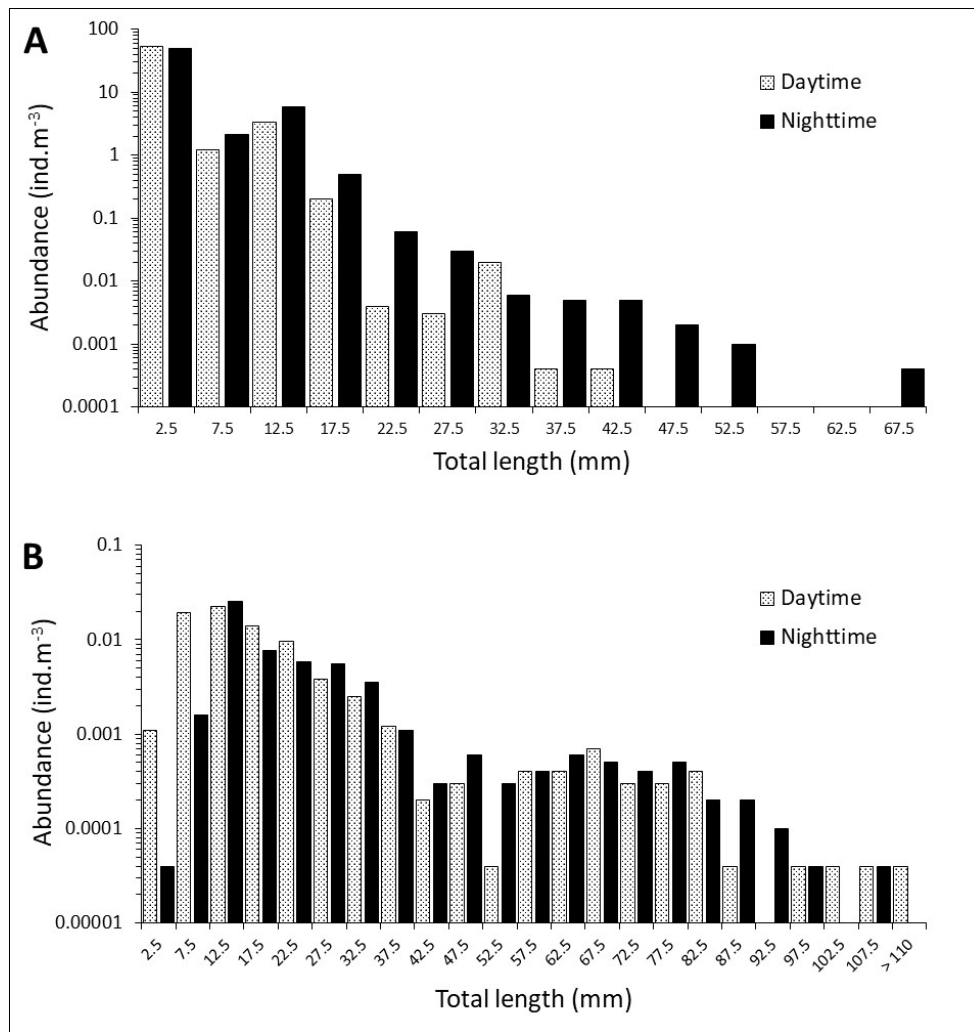 A
Abundance (ind.m-3)
100
10
1
0.1
0.01
0.001
0.0001
Daytime
Nighttime
2.5 7.5 12.5 17.5 22.5 27.5 32.5 37.5 42.5 47.5 52.5 57.5 62.5 67.5
Total length (mm)
B
Abundance (ind.m-3)
0.1
0.01
0.001
0.0001
0.00001
Daytime
Nighttime
2.5 7.5 12.5 17.5 22.5 27.5 32.5 37.5 42.5 47.5 52.5 57.5 62.5 67.5 72.5 77.5 82.5 87.5 92.5 97.5 102.5 107.5 > 110
Total length (mm)